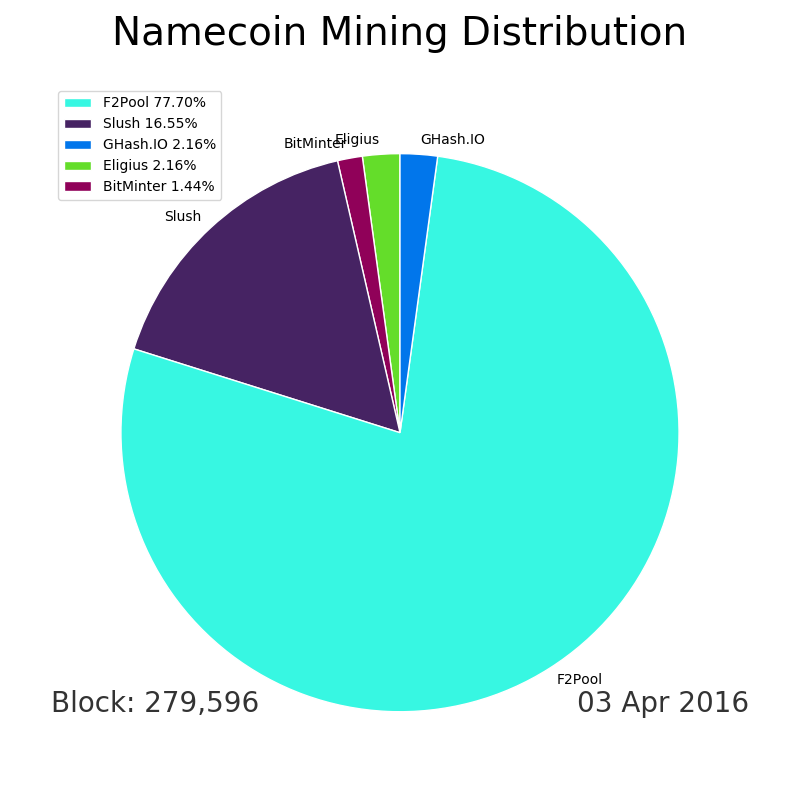 Namecoin Mining Distribution
F2Pool 77.70%
Slush 16.55%
GHash.IO 2.16%
Eligius 2.16%
BitMinter 1.44%
BitMinter
Eligius
GHash.IO
Slush
F2Pool
Block: 279,596
03 Apr 2016